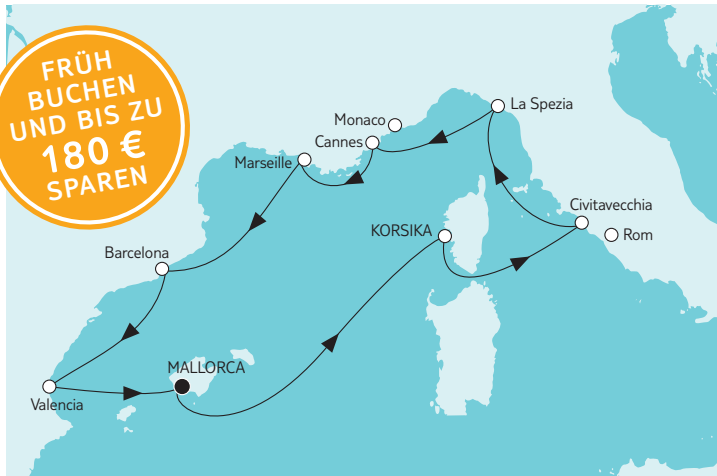 FRÜH
BUCHEN
UND BIS ZU
180 €
SPAREN
La Spezia
Monaco
Cannes
Marseille
Civitavecchia
KORSIKA
Rom
Barcelona
MALLORCA
Valencia